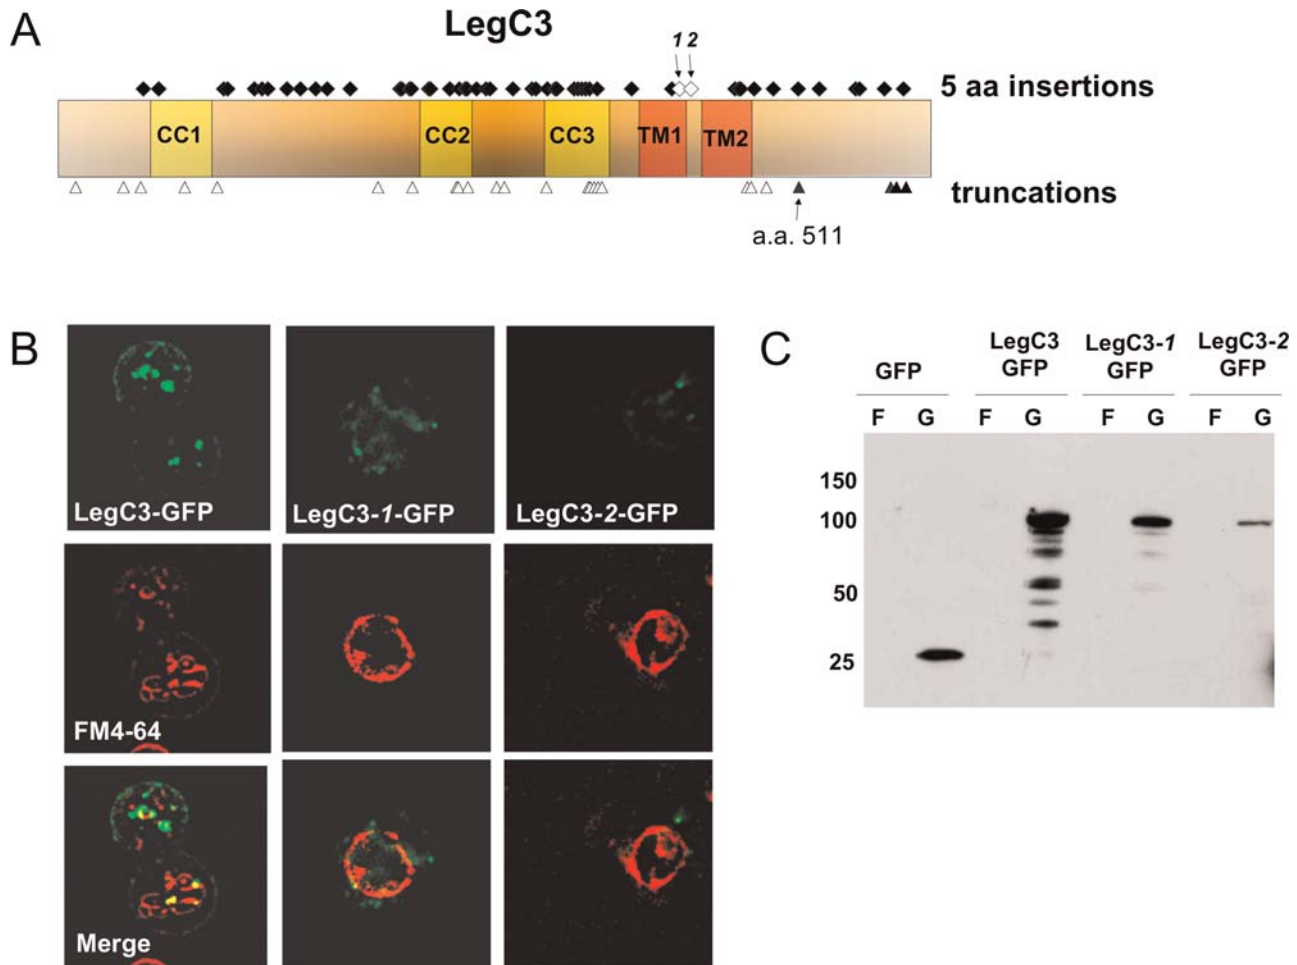 A
LegC3
1 2
5 aa insertions
CC1 CC2 CC3 TM1 TM2
truncations
a.a. 511
B
LegC3-GFP LegC3-1-GFP LegC3-2-GFP
FM4-64
Merge
C
GFP LegC3 GFP LegC3-1 GFP LegC3-2 GFP
F G F G F G F G
150
100
50
25